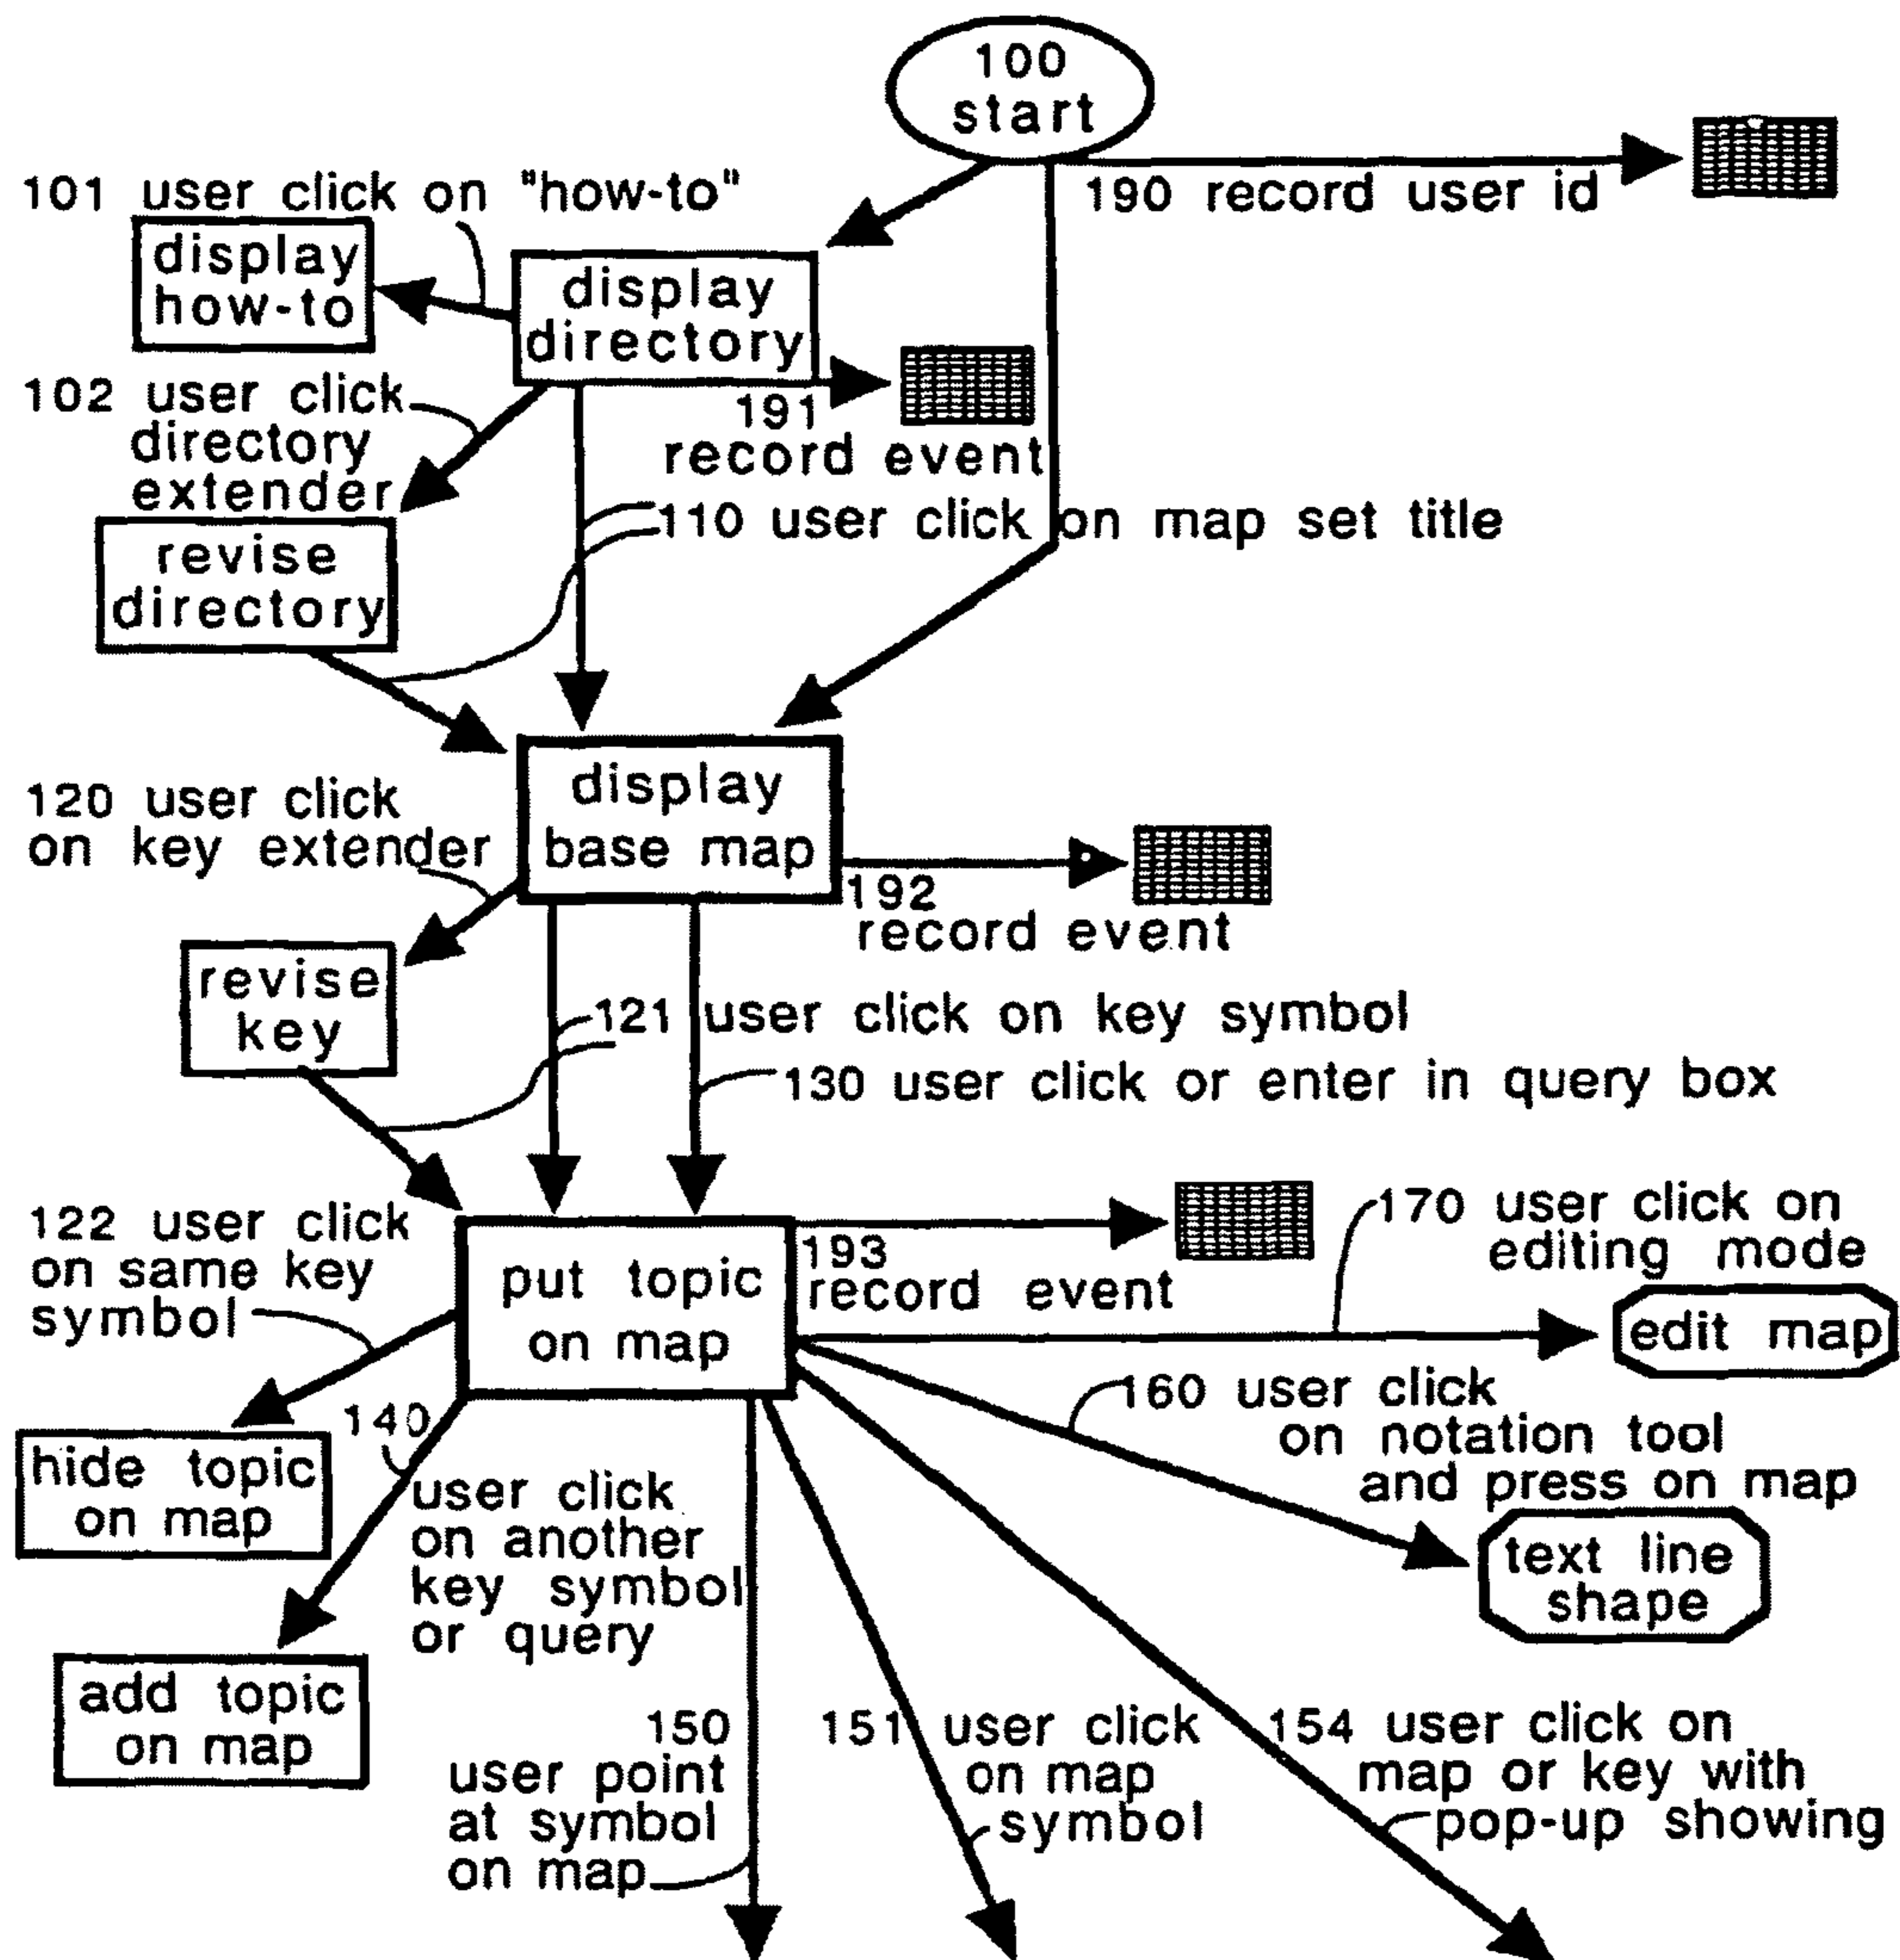 100
start
190 record user id
101 user click on "how-to"
display
how-to
display
directory
191
record event
102 user click
directory
extender
110 user click on map set title
revise
directory
display
base map
120 user click
on key extender
192
record event
revise
key
121 user click on key symbol
130 user click or enter in query box
122 user click
on same key
symbol
put topic
on map
193
record event
170 user click on
editing mode
edit map
160 user click
on notation tool
and press on map
text line
shape
hide topic
on map
140
user click
on another
key symbol
or query
add topic
on map
150
user point
at symbol
on map
151 user click
on map
symbol
154 user click on
map or key with
pop-up showing